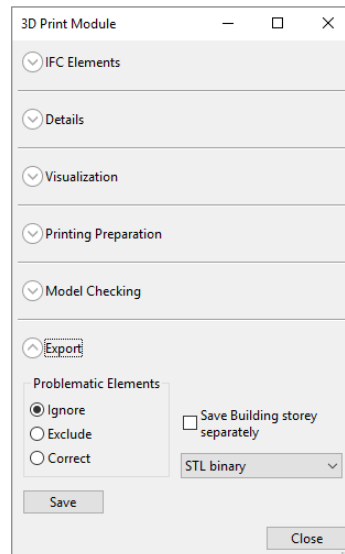 3D Print Module
IFC Elements
Details
Visualization
Printing Preparation
Model Checking
Export
Problematic Elements
Ignore
Exclude
Correct
Save Building storey
separately
STL binary
Save
Close